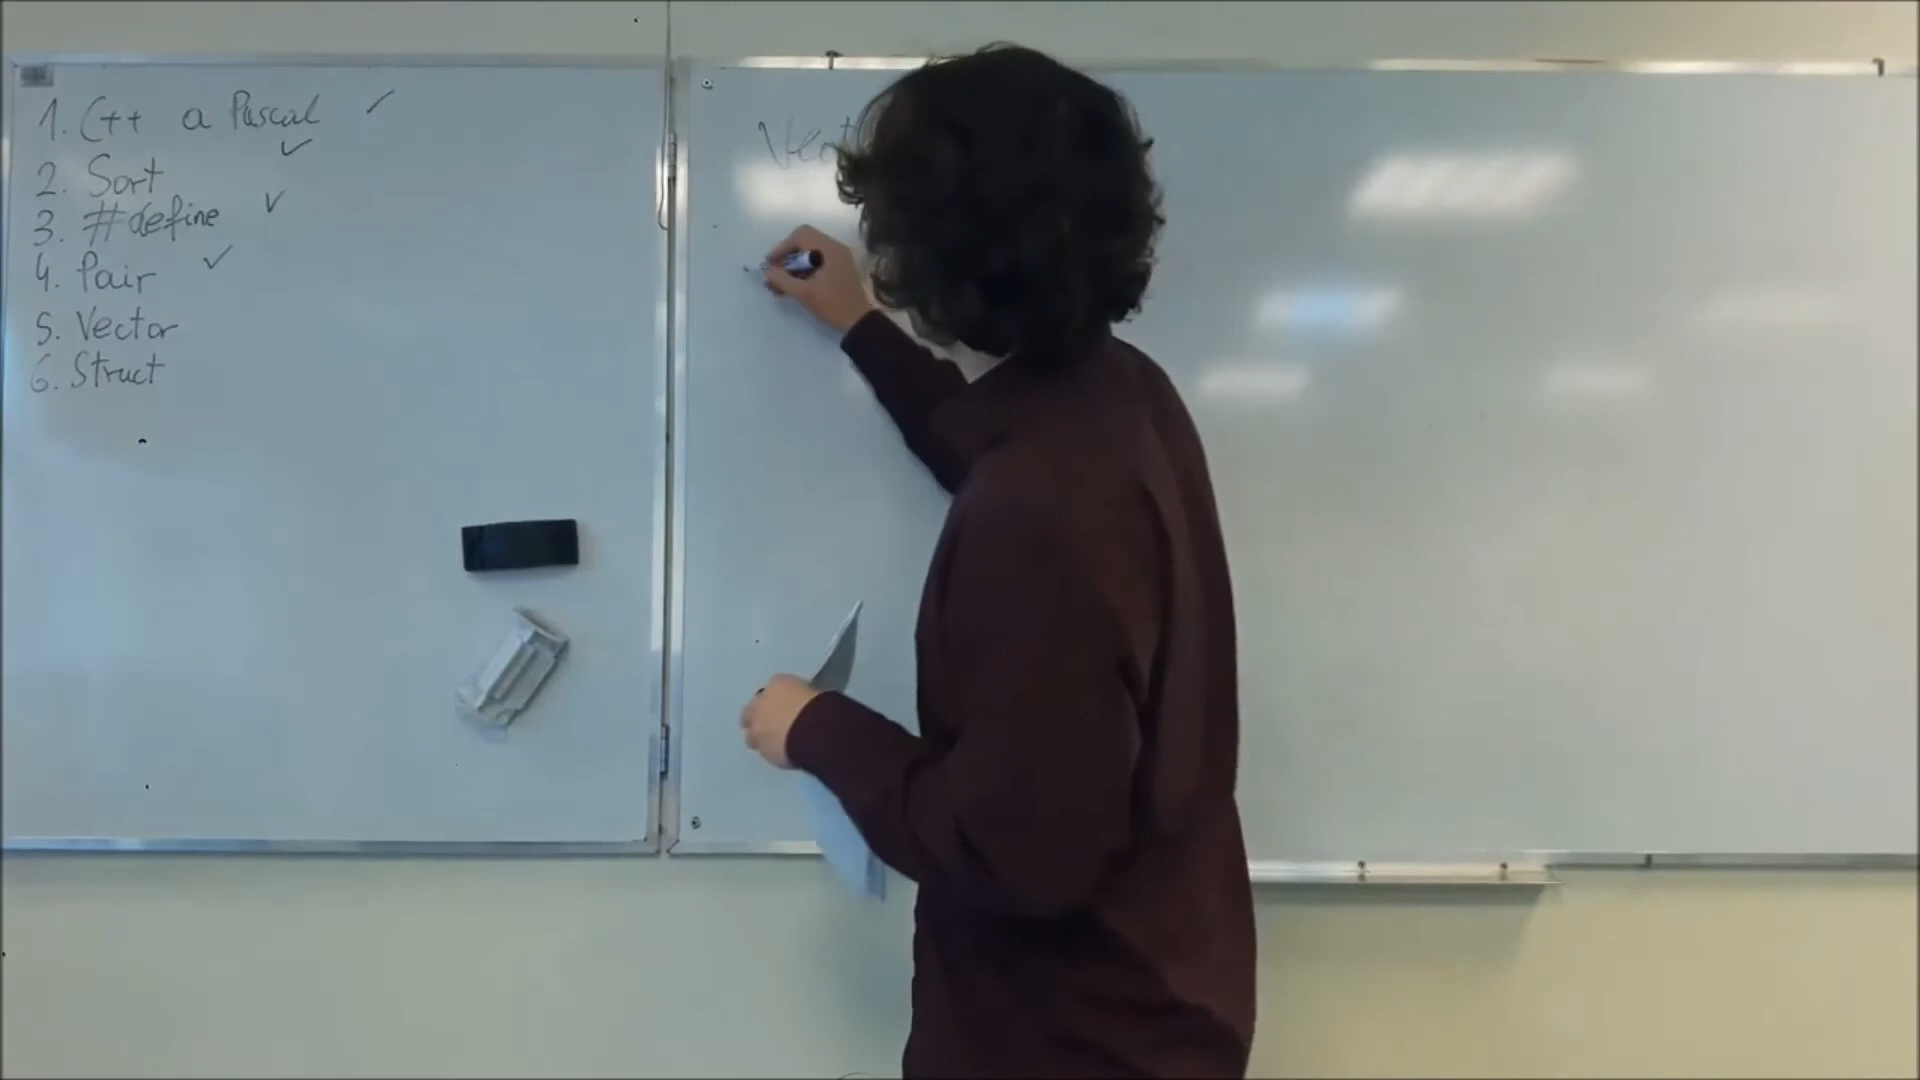 1. C++ a Pascal ✓
2. Sort ✓
3. #define ✓
4. Pair ✓
5. Vector
6. Struct